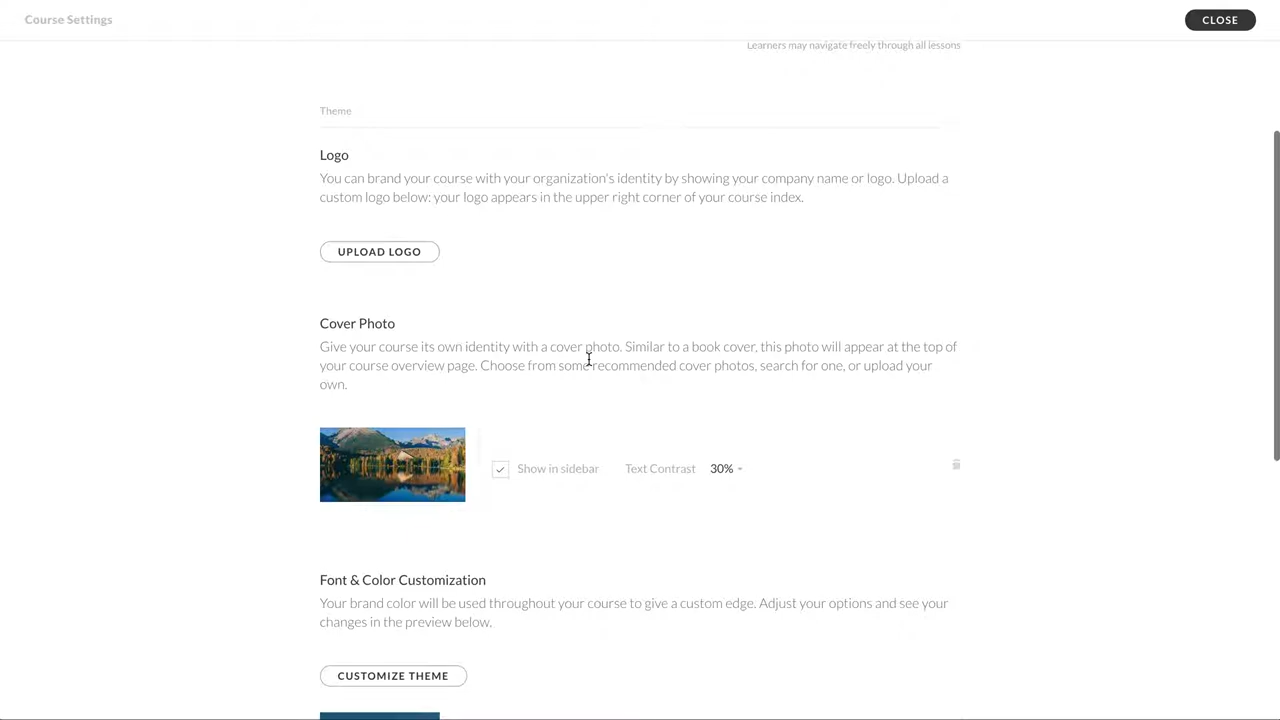 Course Settings
CLOSE
Learners may navigate freely through all lessons
Theme
Logo
You can brand your course with your organization's identity by showing your company name or logo. Upload a
custom logo below: your logo appears in the upper right corner of your course index.
UPLOAD LOGO
Cover Photo
Give your course its own identity with a cover photo. Similar to a book cover, this photo will appear at the top of
your course overview page. Choose from some recommended cover photos, search for one, or upload your
own.
Show in sidebar
Text Contrast
30%
Font & Color Customization
Your brand color will be used throughout your course to give a custom edge. Adjust your options and see your
changes in the preview below.
CUSTOMIZE THEME